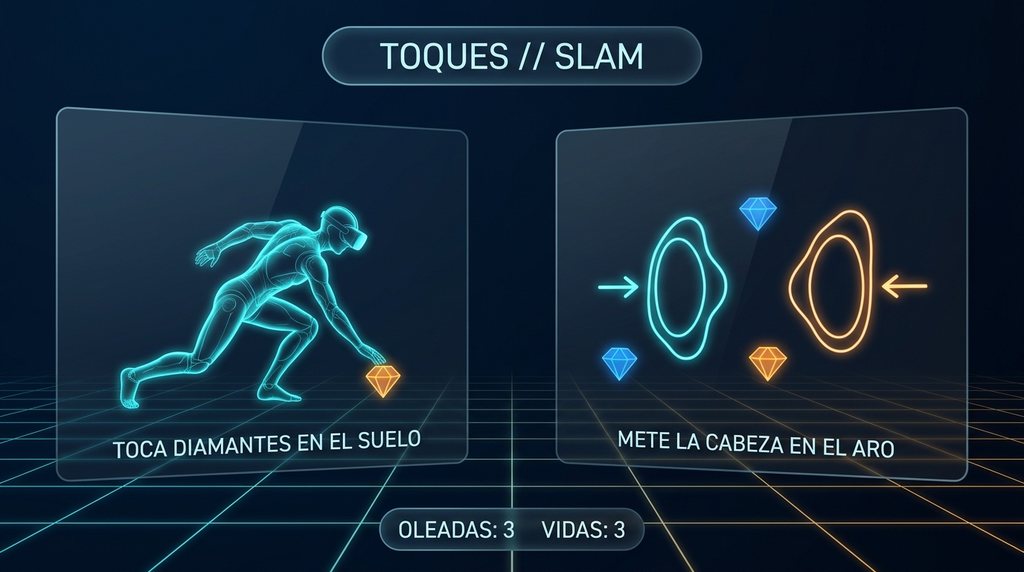 TOQUES // SLAM
TOCA DIAMANTES EN EL SUELO
METE LA CABEZA EN EL ARO
OLEADAS: 3 VIDAS: 3